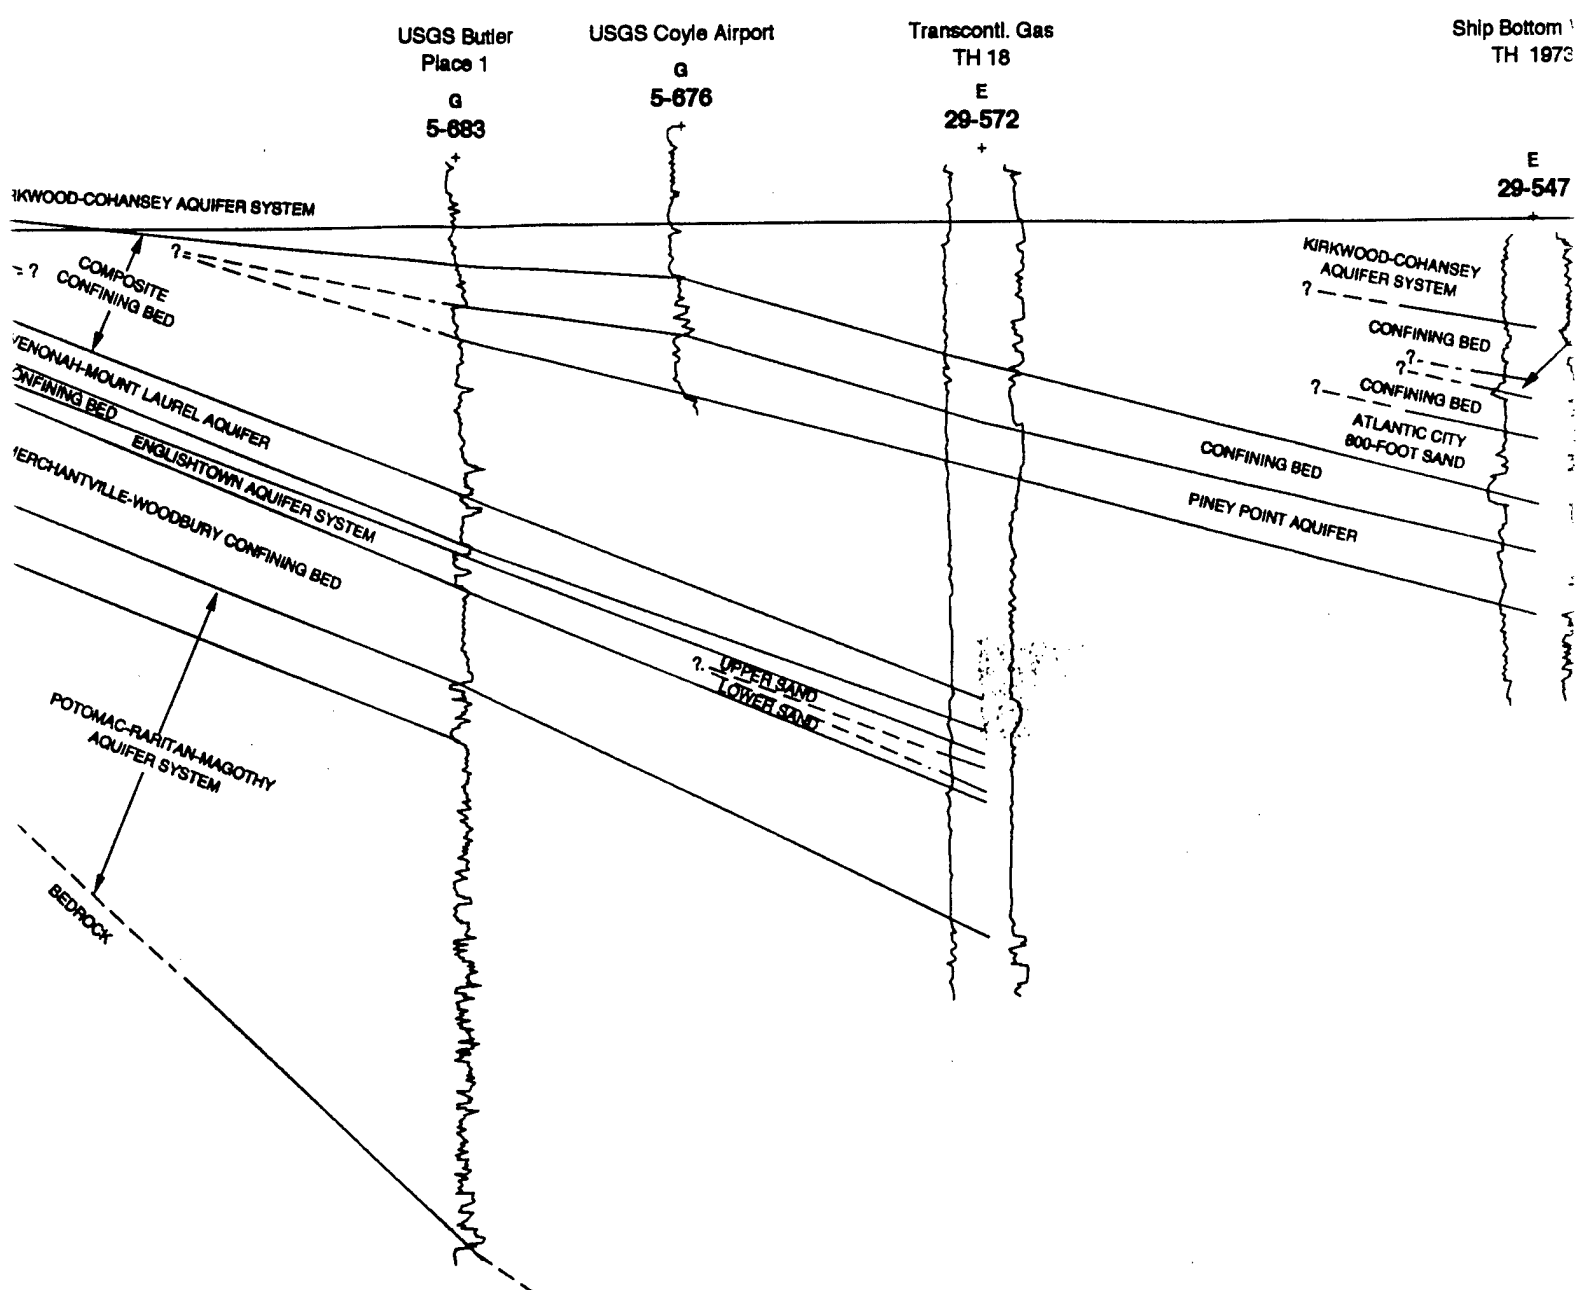 USGS Butler
Place 1
G
5-683
USGS Coyle Airport
G
5-676
Transcontl. Gas
TH 18
E
29-572
Ship Bottom
TH 1973
E
29-547
RKWOOD-COHANSEY AQUIFER SYSTEM
?
COMPOSITE
CONFINING BED
?
VENONAH-MOUNT LAUREL AQUIFER
ONFINING BED
ENGLISHTOWN AQUIFER SYSTEM
MERCHANTVILLE-WOODBURY CONFINING BED
POTOMAC-RARITAN-MAGOTHY
AQUIFER SYSTEM
BEDROCK
?
UPPER SAND
LOWER SAND
KIRKWOOD-COHANSEY
AQUIFER SYSTEM
?
CONFINING BED
?
?
CONFINING BED
?
ATLANTIC CITY
800-FOOT SAND
CONFINING BED
PINEY POINT AQUIFER